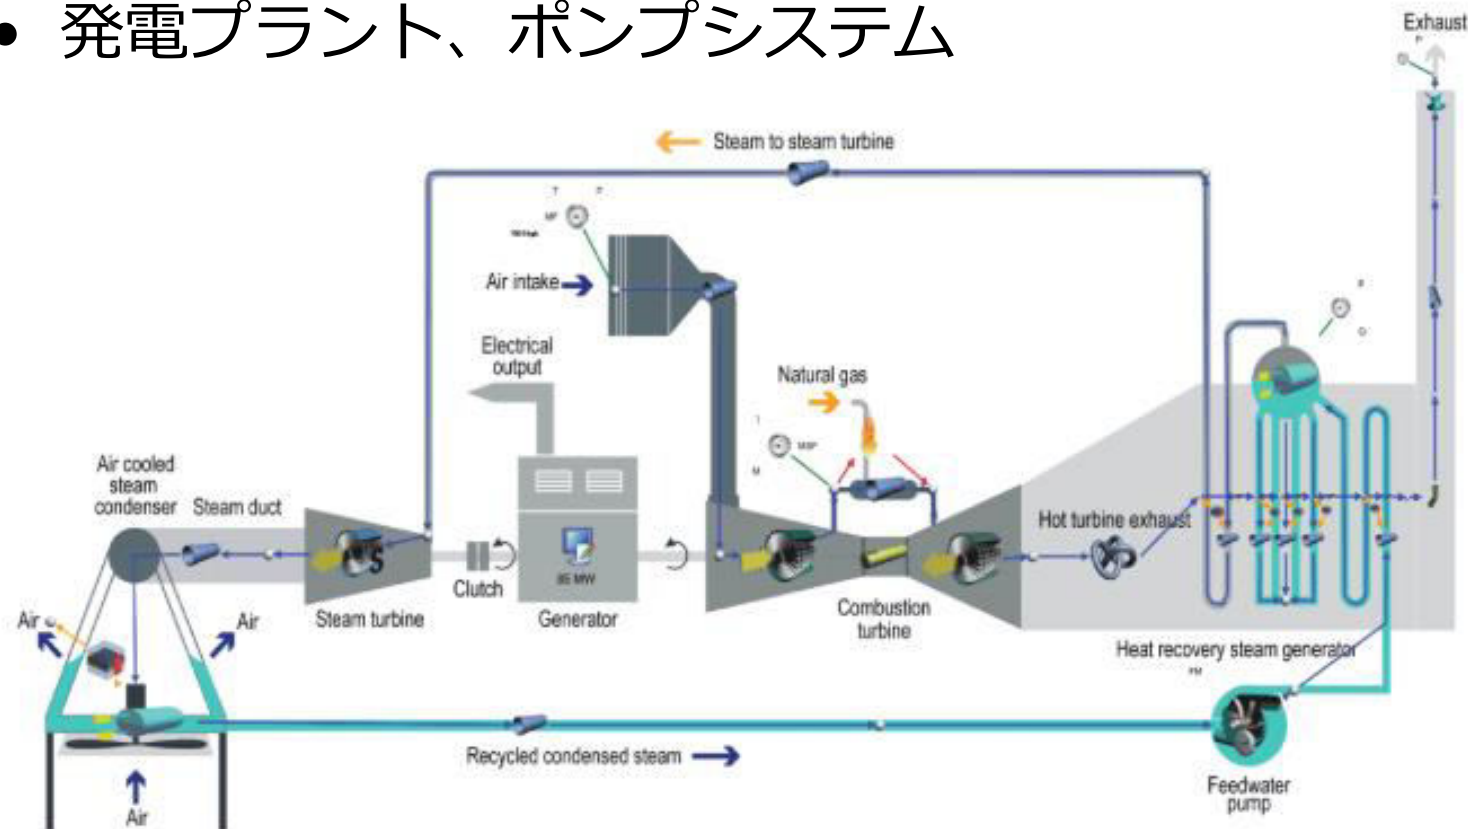 • 発電プラント、ポンプシステム
Exhaust
Steam to steam turbine
Air intake
Electrical
output
Natural gas
Air cooled
steam
condenser
Steam duct
Hot turbine exhaust
85 MW
Clutch
Steam turbine
Generator
Combustion
turbine
Air
Air
Heat recovery steam generator
Recycled condensed steam
Feedwater
pump
Air